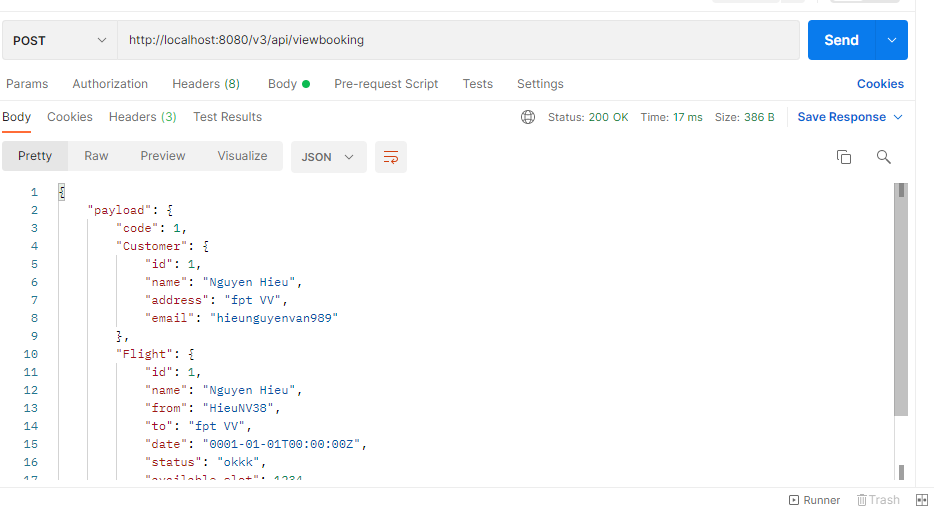 POST http://localhost:8080/v3/api/viewbooking Send
Params Authorization Headers (8) Body Pre-request Script Tests Settings Cookies
Body Cookies Headers (3) Test Results Status: 200 OK Time: 17 ms Size: 386 B Save Response
Pretty Raw Preview Visualize JSON
1 {
2 "payload": {
3 "code": 1,
4 "Customer": {
5 "id": 1,
6 "name": "Nguyen Hieu",
7 "address": "fpt VV",
8 "email": "hieunguyenvan989"
9 },
10 "Flight": {
11 "id": 1,
12 "name": "Nguyen Hieu",
13 "from": "HieuNV38",
14 "to": "fpt VV",
15 "date": "0001-01-01T00:00:00Z",
16 "status": "okkk",
17 "available_slot": 1234
Runner Trash